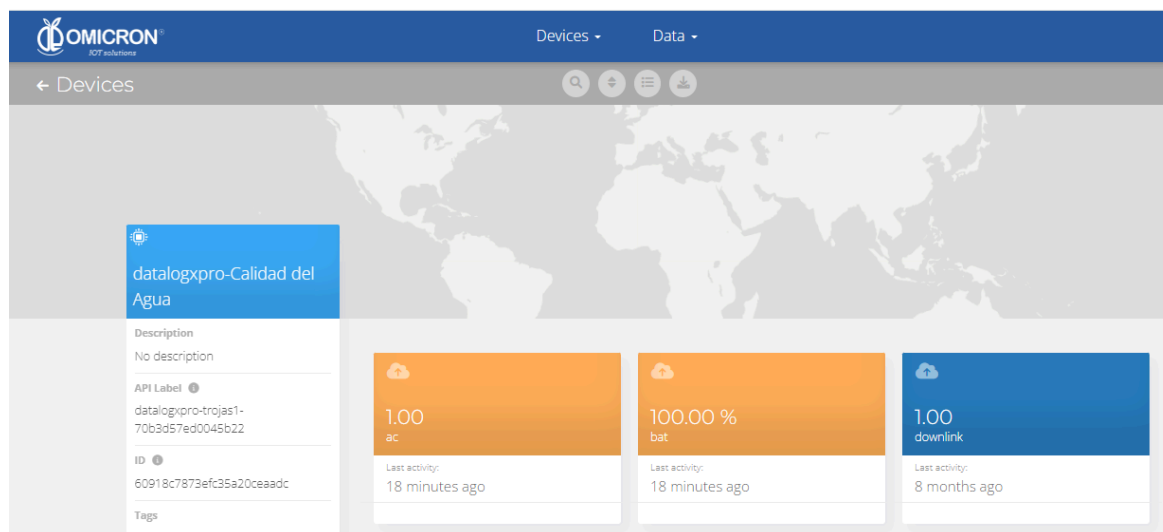 OMICRON®
IOT solutions
Devices
Data
← Devices
datalogxpro-Calidad del
Agua
Description
No description
API Label
datalogxpro-trojas1-
70b3d57ed0045b22
ID
60918c7873efc35a20ceaadc
Tags
1.00
ac
Last activity:
18 minutes ago
100.00 %
bat
Last activity:
18 minutes ago
1.00
downlink
Last activity:
8 months ago